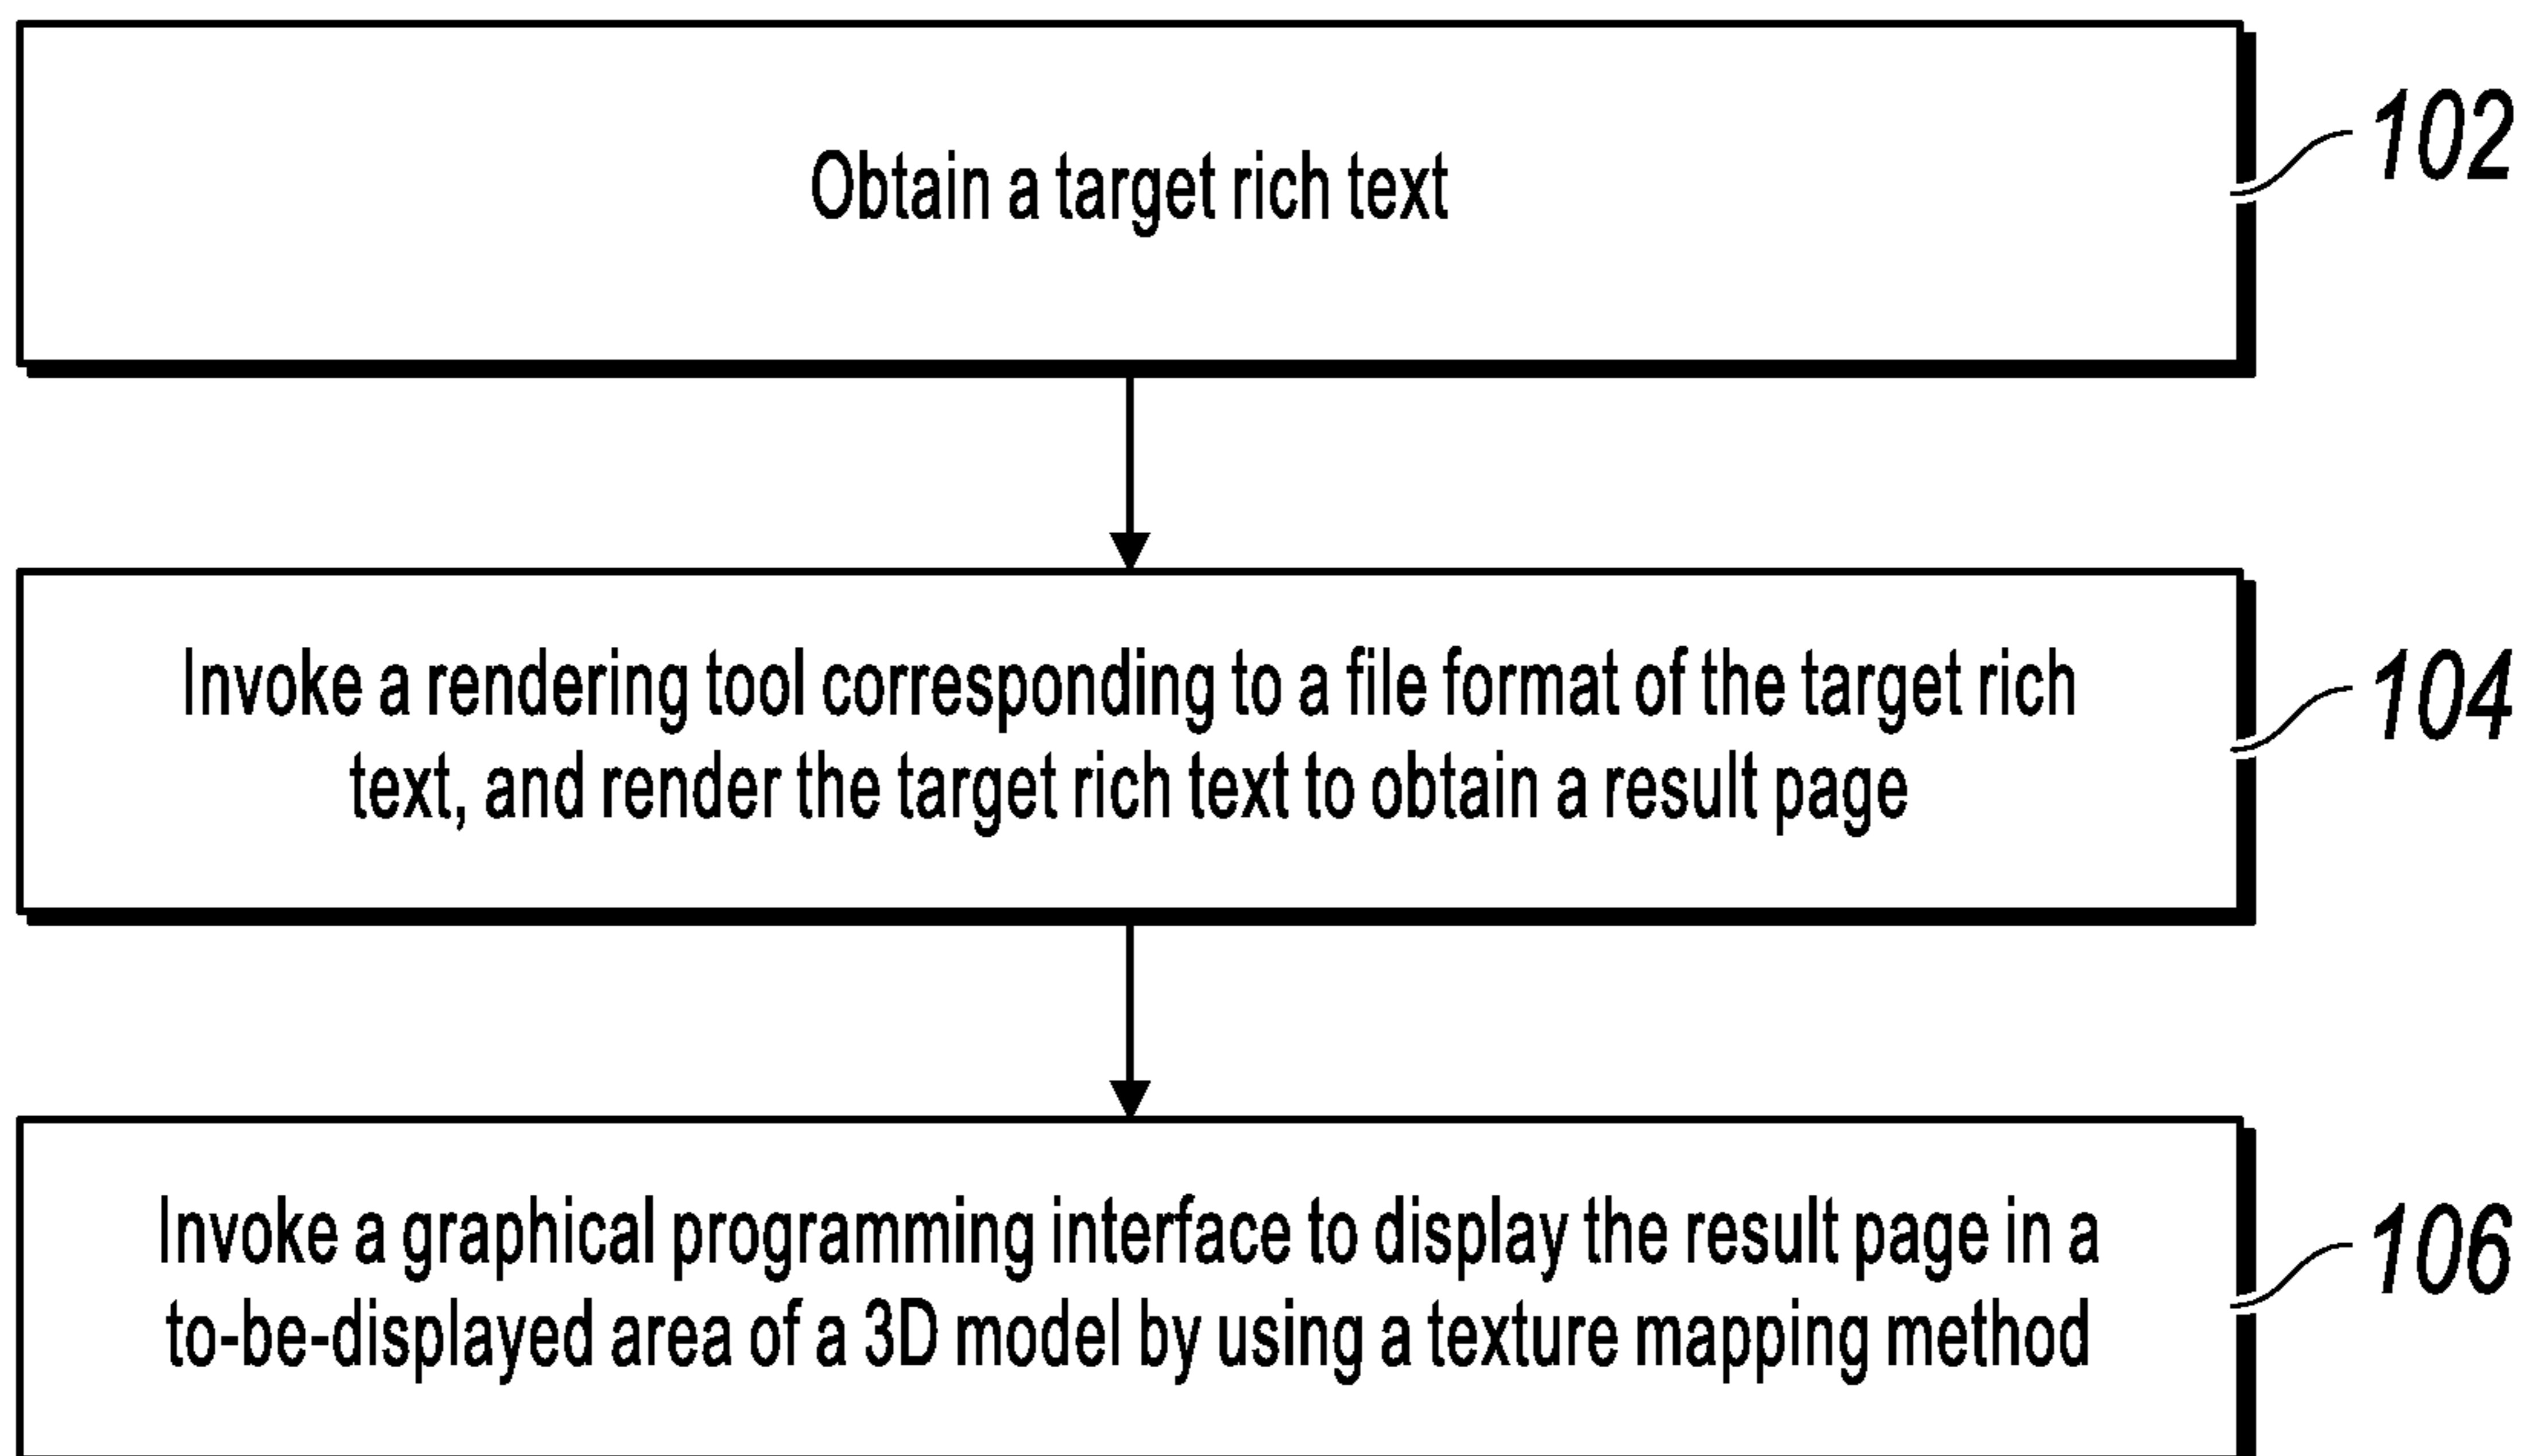 Obtain a target rich text
102
Invoke a rendering tool corresponding to a file format of the target rich
text, and render the target rich text to obtain a result page
104
Invoke a graphical programming interface to display the result page in a
to-be-displayed area of a 3D model by using a texture mapping method
106